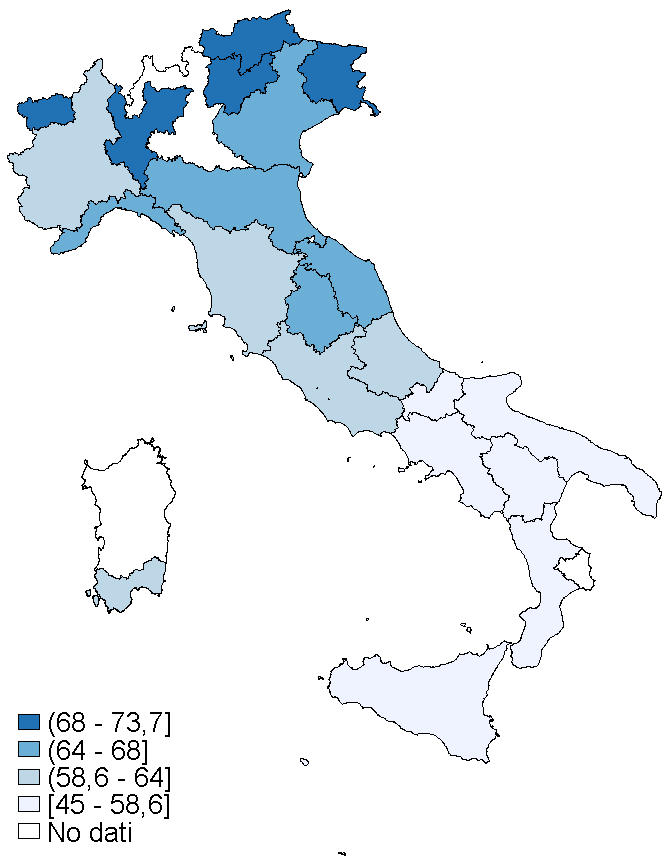 (68 - 73,7]
(64 - 68]
(58,6 - 64]
[45 - 58,6]
No dati